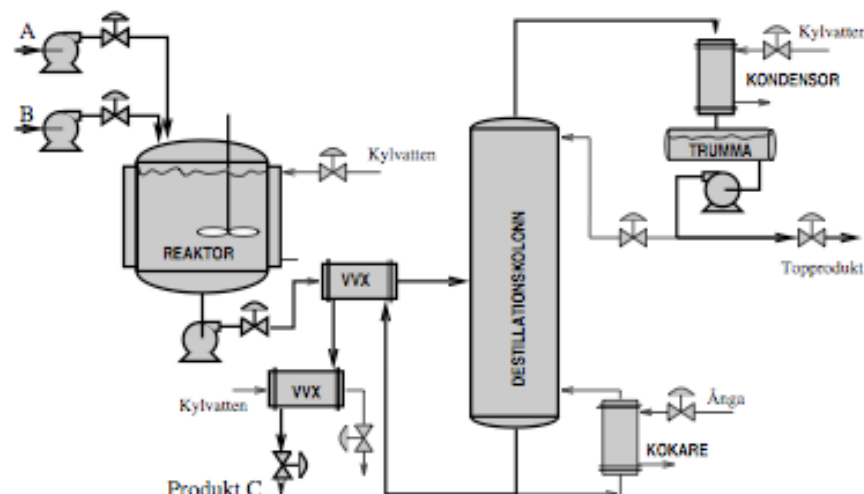 A
Kylvatten
KONDENSOR
B
TRUMMA
Kylvatten
REAKTOR
VVX
DESTILLATIONSKOLONN
Topprodukt
VVX
Kylvatten
Ånga
KOKARE
Produkt C